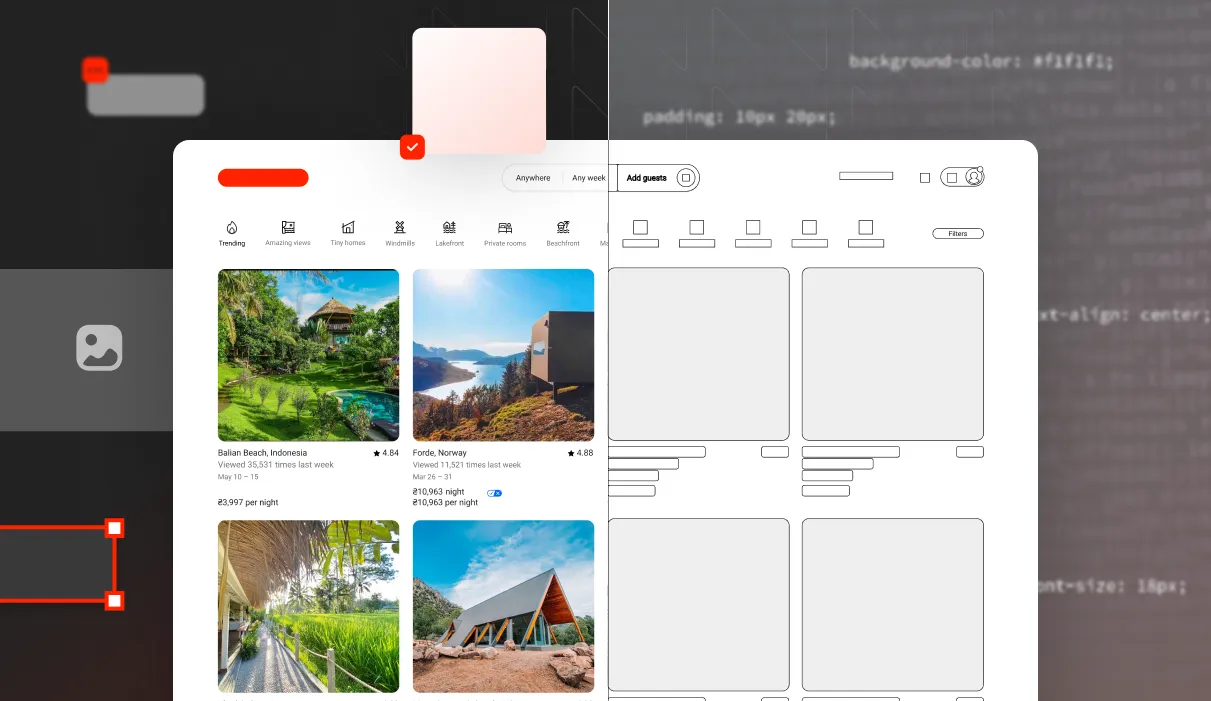 background-color: #f1f1f1;
padding: 10px 20px;
Anywhere
Any week
Add guests
Trending
Amazing views
Tiny homes
Windmills
Lakefront
Private rooms
Beachfront
Filters
text-align: center;
Balian Beach, Indonesia
4.84
Viewed 35,531 times last week
May 10 – 15
₴3,997 per night
Forde, Norway
4.88
Viewed 11,521 times last week
Mar 26 – 31
₴10,963 night
₴10,963 per night
font-size: 18px;